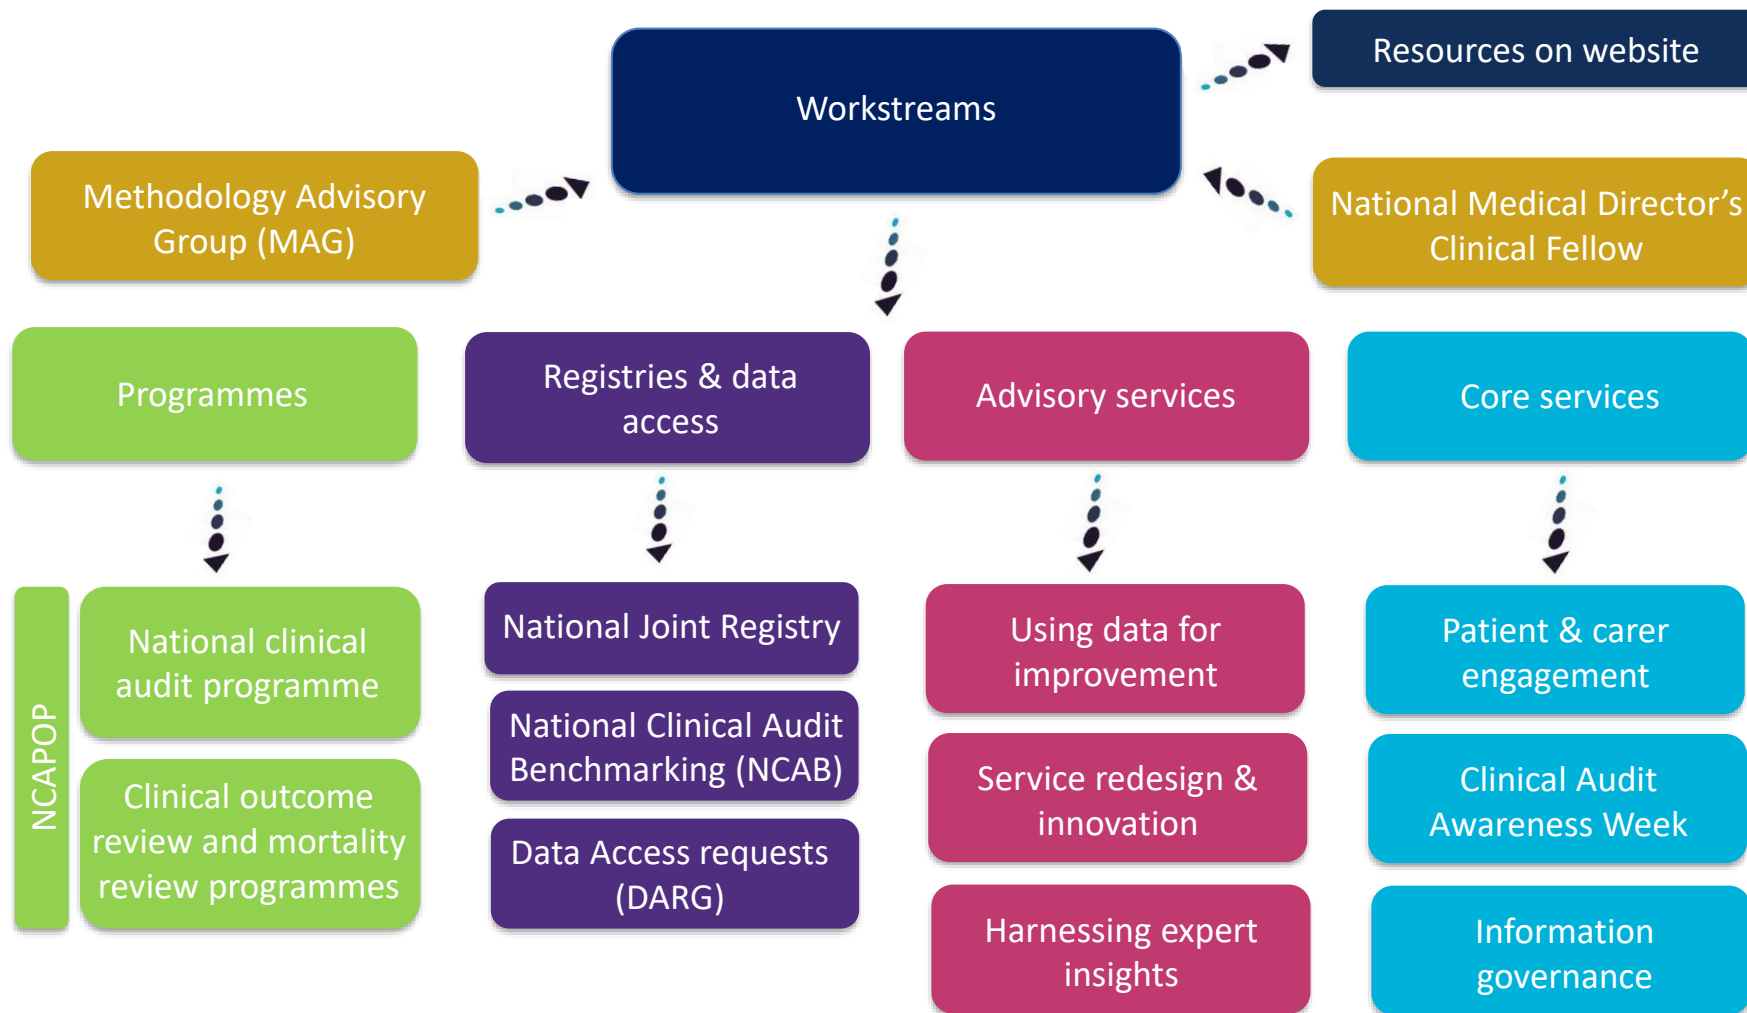 Workstreams
Resources on website
Methodology Advisory
Group (MAG)
National Medical Director’s
Clinical Fellow
Programmes
Registries & data
access
Advisory services
Core services
NCAPOP
National clinical
audit programme
Clinical outcome
review and mortality
review programmes
National Joint Registry
National Clinical Audit
Benchmarking (NCAB)
Data Access requests
(DARG)
Using data for
improvement
Service redesign &
innovation
Harnessing expert
insights
Patient & carer
engagement
Clinical Audit
Awareness Week
Information
governance